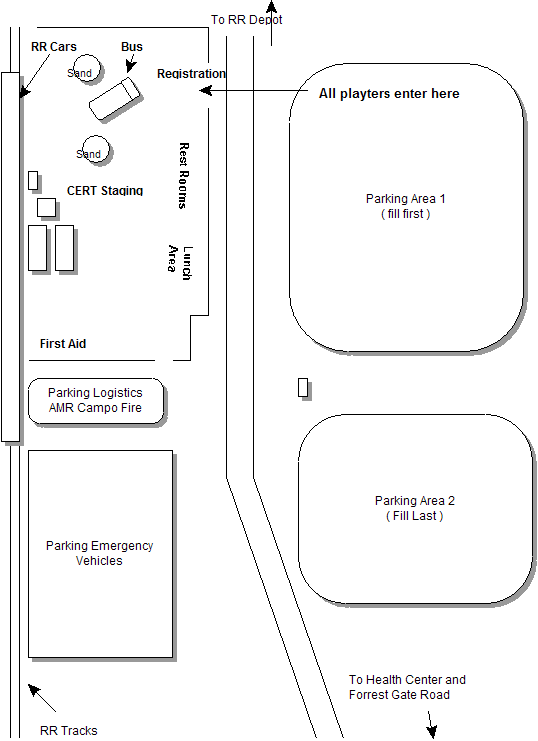 To RR Depot
RR Cars
Bus
Sand
Registration
All playters enter here
Sand
Rest Rooms
CERT Staging
Parking Area 1
( fill first )
Lunch
Area
First Aid
Parking Logistics
AMR Campo Fire
Parking Area 2
( Fill Last )
Parking Emergency
Vehicles
To Health Center and
Forrest Gate Road
RR Tracks